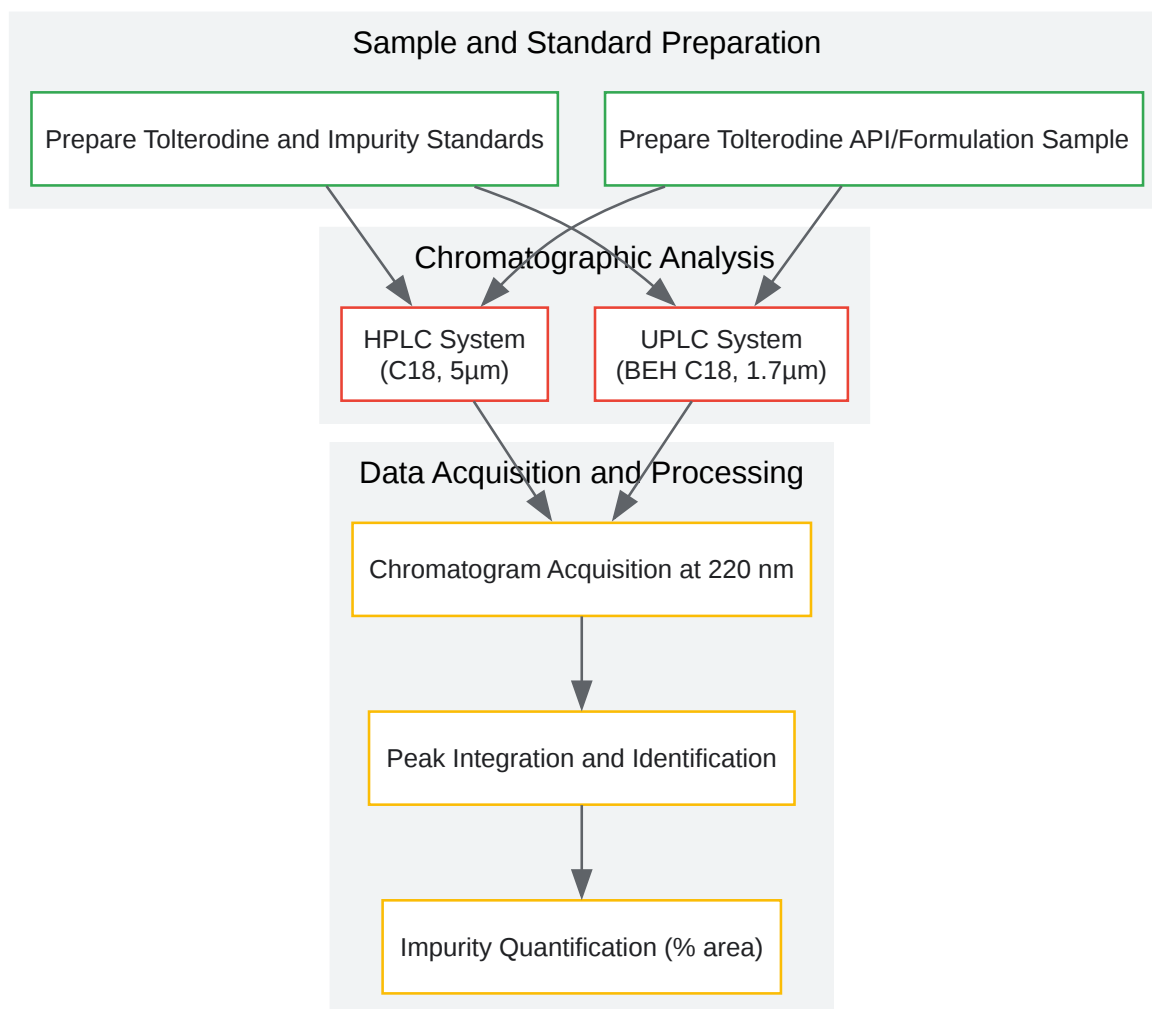 Sample and Standard Preparation
Prepare Tolterodine and Impurity Standards
Prepare Tolterodine API/Formulation Sample
Chromatographic Analysis
HPLC System
(C18, 5µm)
UPLC System
(BEH C18, 1.7µm)
Data Acquisition and Processing
Chromatogram Acquisition at 220 nm
Peak Integration and Identification
Impurity Quantification (% area)